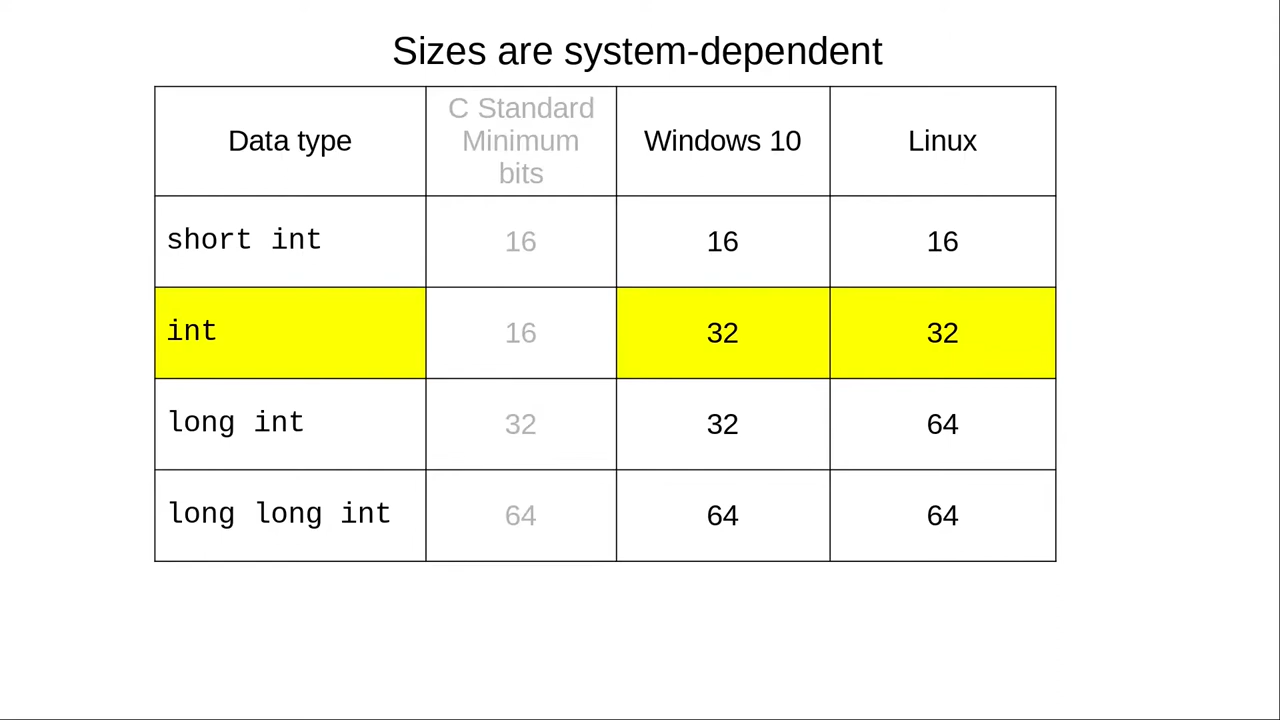 Sizes are system-dependent
Data type
C Standard
Minimum
bits
Windows 10
Linux
short int
16
16
16
int
16
32
32
long int
32
32
64
long long int
64
64
64